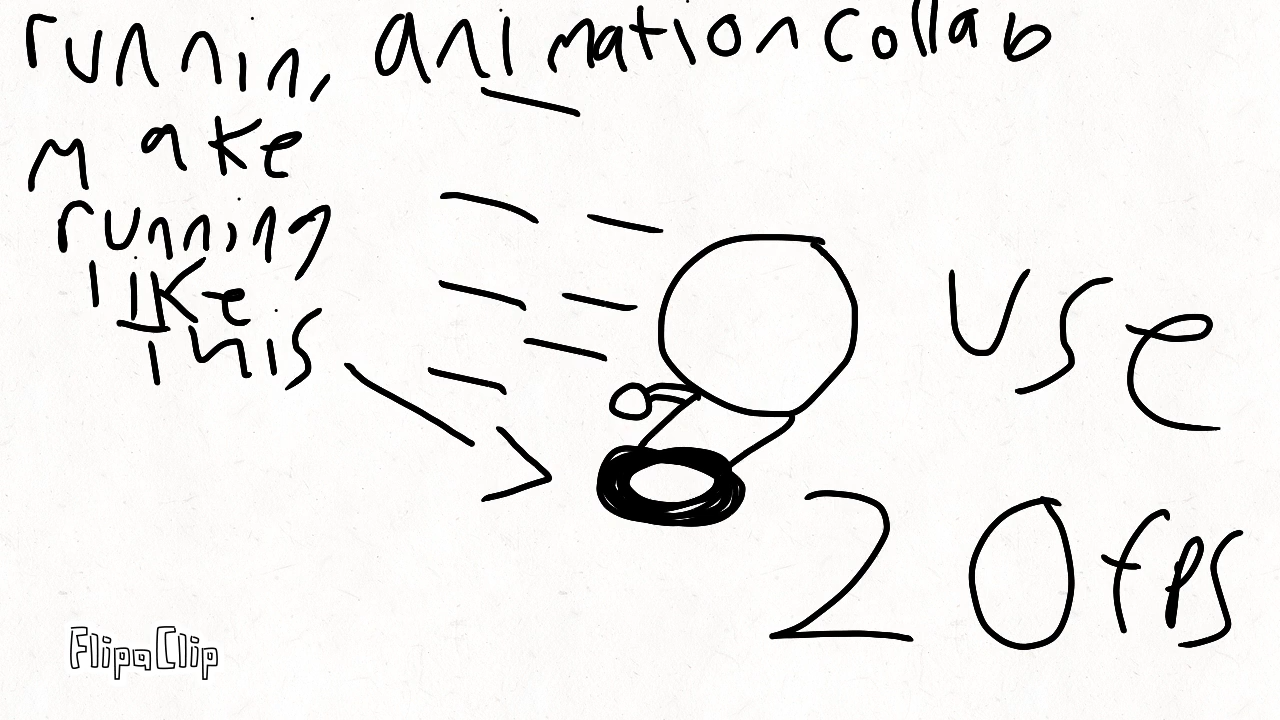 runnin, animation collab
make
running
like
this
use
20fps
FlipaClip